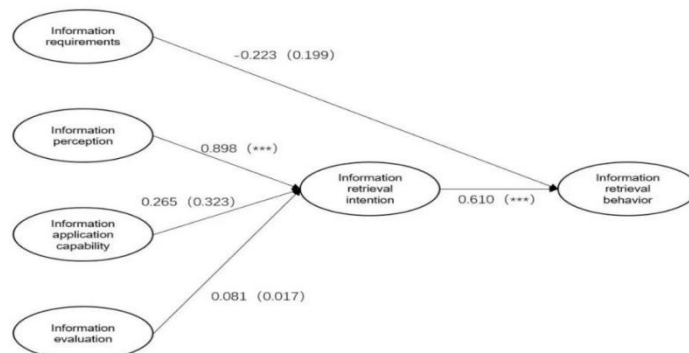 Information
requirements
-0.223 (0.199)
Information
perception
0.898 (***)
Information
retrieval
intention
0.610 (***)
Information
retrieval
behavior
0.265 (0.323)
Information
application
capability
0.081 (0.017)
Information
evaluation